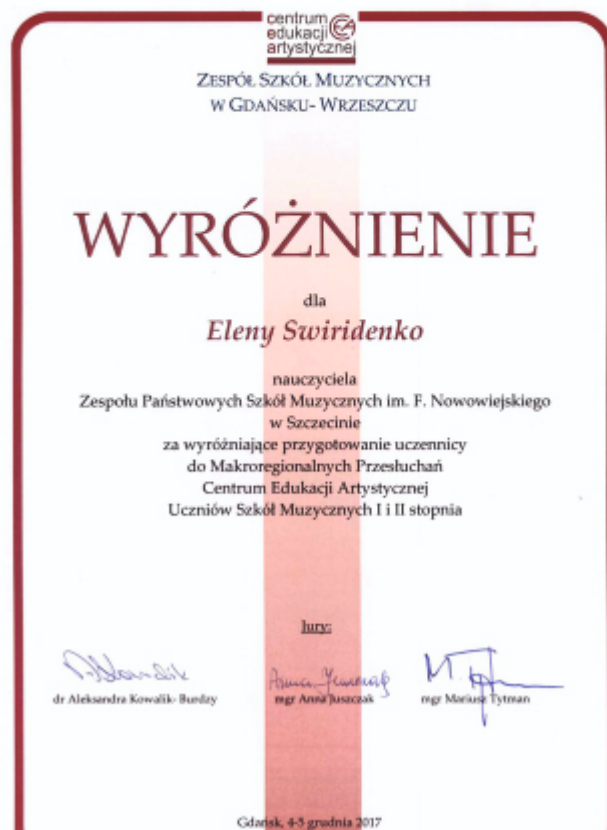 centrum
edukacji
artystycznej
ZESPÓŁ SZKÓŁ MUZYCZNYCH
W GDAŃSKU- WRZESZCZU
WYRÓŻNIENIE
dla
Eleny Swiridenko
nauczyciela
Zespołu Państwowych Szkół Muzycznych im. F. Nowowiejskiego
w Szczecinie
za wyróżniające przygotowanie uczennicy
do Makroregionalnych Przesłuchań
Centrum Edukacji Artystycznej
Uczniów Szkół Muzycznych I i II stopnia
Jury:
dr Aleksandra Kowalik- Burdzy
mgr Anna Juszczak
mgr Mariusz Tytman
Gdańsk, 4-5 grudnia 2017